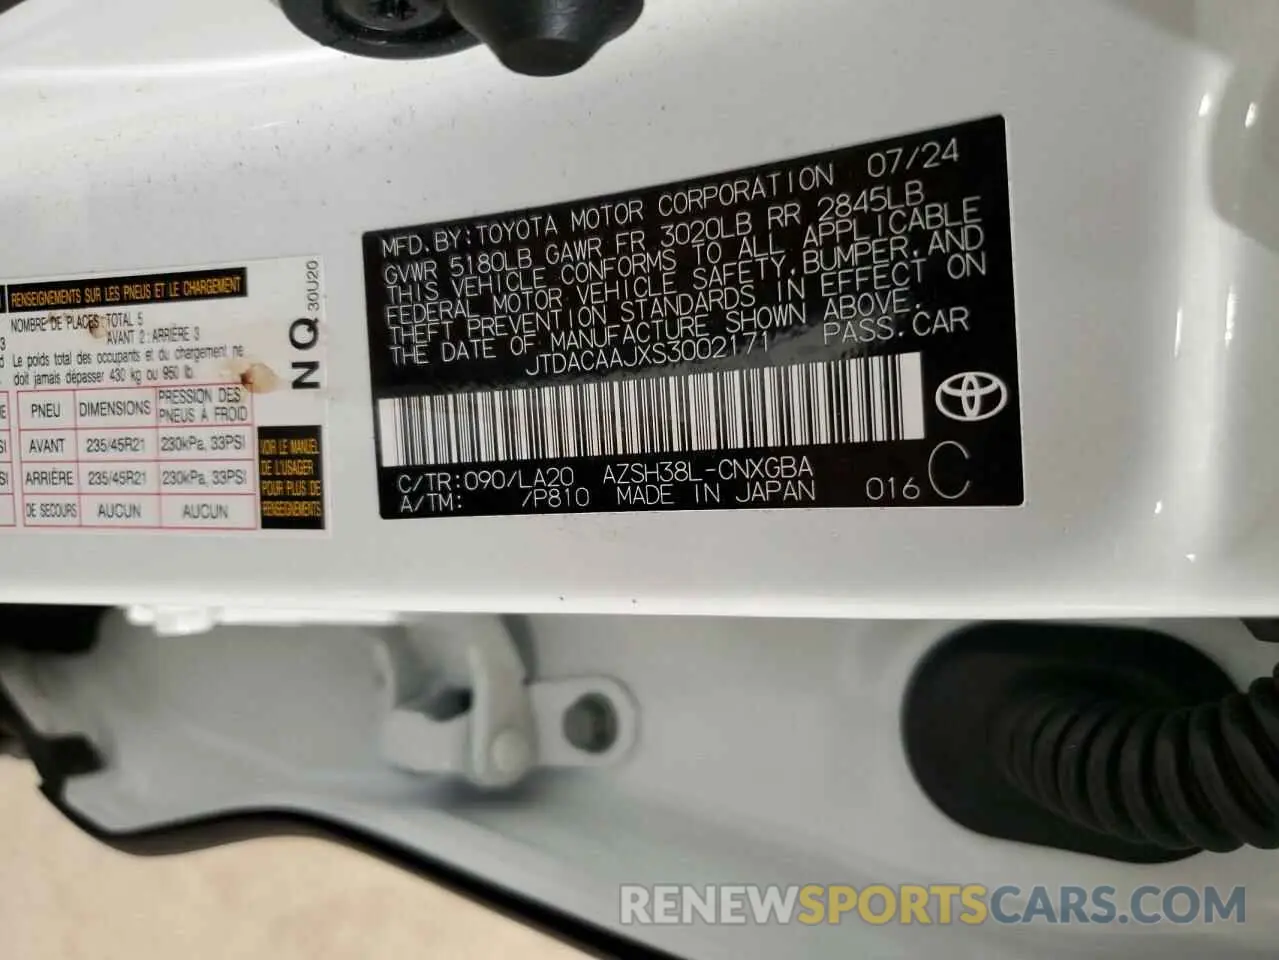 MFD.BY:TOYOTA MOTOR CORPORATION 07/24
GVWR 5180LB GAWR FR 3020LB RR 2845LB
THIS VEHICLE CONFORMS TO ALL APPLICABLE
FEDERAL MOTOR VEHICLE SAFETY,BUMPER,AND
THEFT PREVENTION STANDARDS IN EFFECT ON
THE DATE OF MANUFACTURE SHOWN ABOVE.
JTDACAAJXS3002171 PASS.CAR
C/TR:090/LA20 AZSH38L-CNXGBA
A/TM: /P810 MADE IN JAPAN 016 C
RENSEIGNEMENTS SUR LES PNEUS ET LE CHARGEMENT
NOMBRE DE PLACES:TOTAL 5
AVANT 2:ARRIÈRE 3
Le poids total des occupants et du chargement ne
doit jamais dépasser 430 kg ou 950 lb.
PNEU DIMENSIONS PRESSION DES
PNEUS À FROID
AVANT 235/45R21 230kPa, 33PSI
ARRIÈRE 235/45R21 230kPa, 33PSI
DE SECOURS AUCUN AUCUN
VOIR LE MANUEL
DE L'USAGER
POUR PLUS DE
RENSEIGNEMENTS
NQ 30U20
RENEWSPORTSCARS.COM